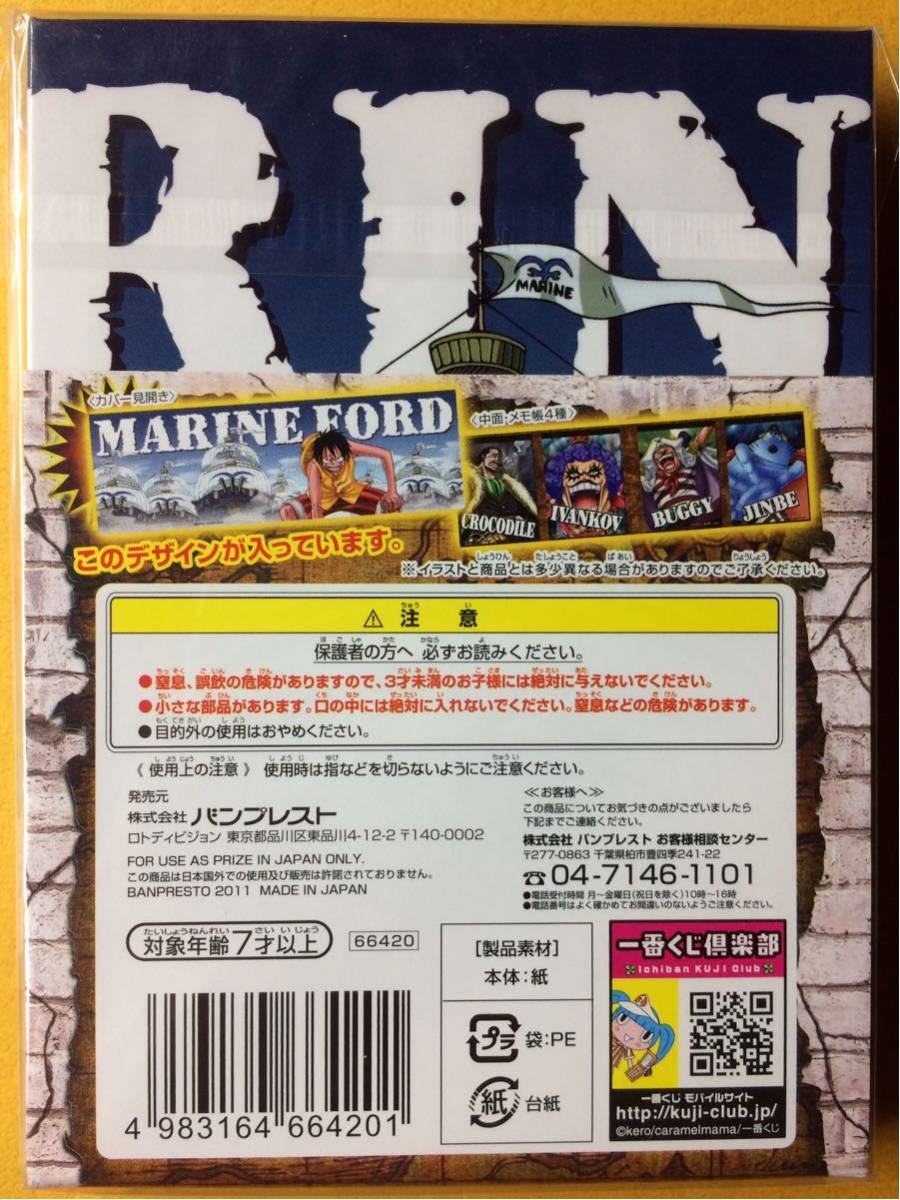 RIN
MARINE
〈カバー見開き〉
MARINE FORD
〈中面・メモ帳4種〉
CROCODILE
IVANKOV
BUGGY
JINBE
このデザインが入っています。
※イラストと商品とは多少異なる場合がありますのでご了承ください。
⚠注意
保護者の方へ 必ずお読みください。
●窒息、誤飲の危険がありますので、3才未満のお子様には絶対に与えないでください。
●小さな部品があります。口の中には絶対に入れないでください。窒息などの危険があります。
●目的外の使用はおやめください。
《使用上の注意》使用時は指などを切らないようにご注意ください。
発売元
株式会社 バンプレスト
ロトディビジョン 東京都品川区東品川4-12-2 〒140-0002
FOR USE AS PRIZE IN JAPAN ONLY.
この商品は日本国外での使用及び販売は許諾されておりません。
BANPRESTO 2011 MADE IN JAPAN
≪お客様へ≫
この商品についてお気づきの点がございましたら
下記までご連絡ください。
株式会社 バンプレスト お客様相談センター
〒277-0863 千葉県柏市豊四季241-22
☎04-7146-1101
●電話受付時間 月〜金曜日(祝日を除く)10時〜16時
●電話番号はよく確かめてお間違いのないようご注意ください。
対象年齢7才以上
66420
[製品素材]
本体:紙
プラ 袋:PE
紙 台紙
4 983164 664201
一番くじ倶楽部
Ichiban KUJI Club
一番くじ モバイルサイト
http://kuji-club.jp/
©kero/caramelmama/一番くじ